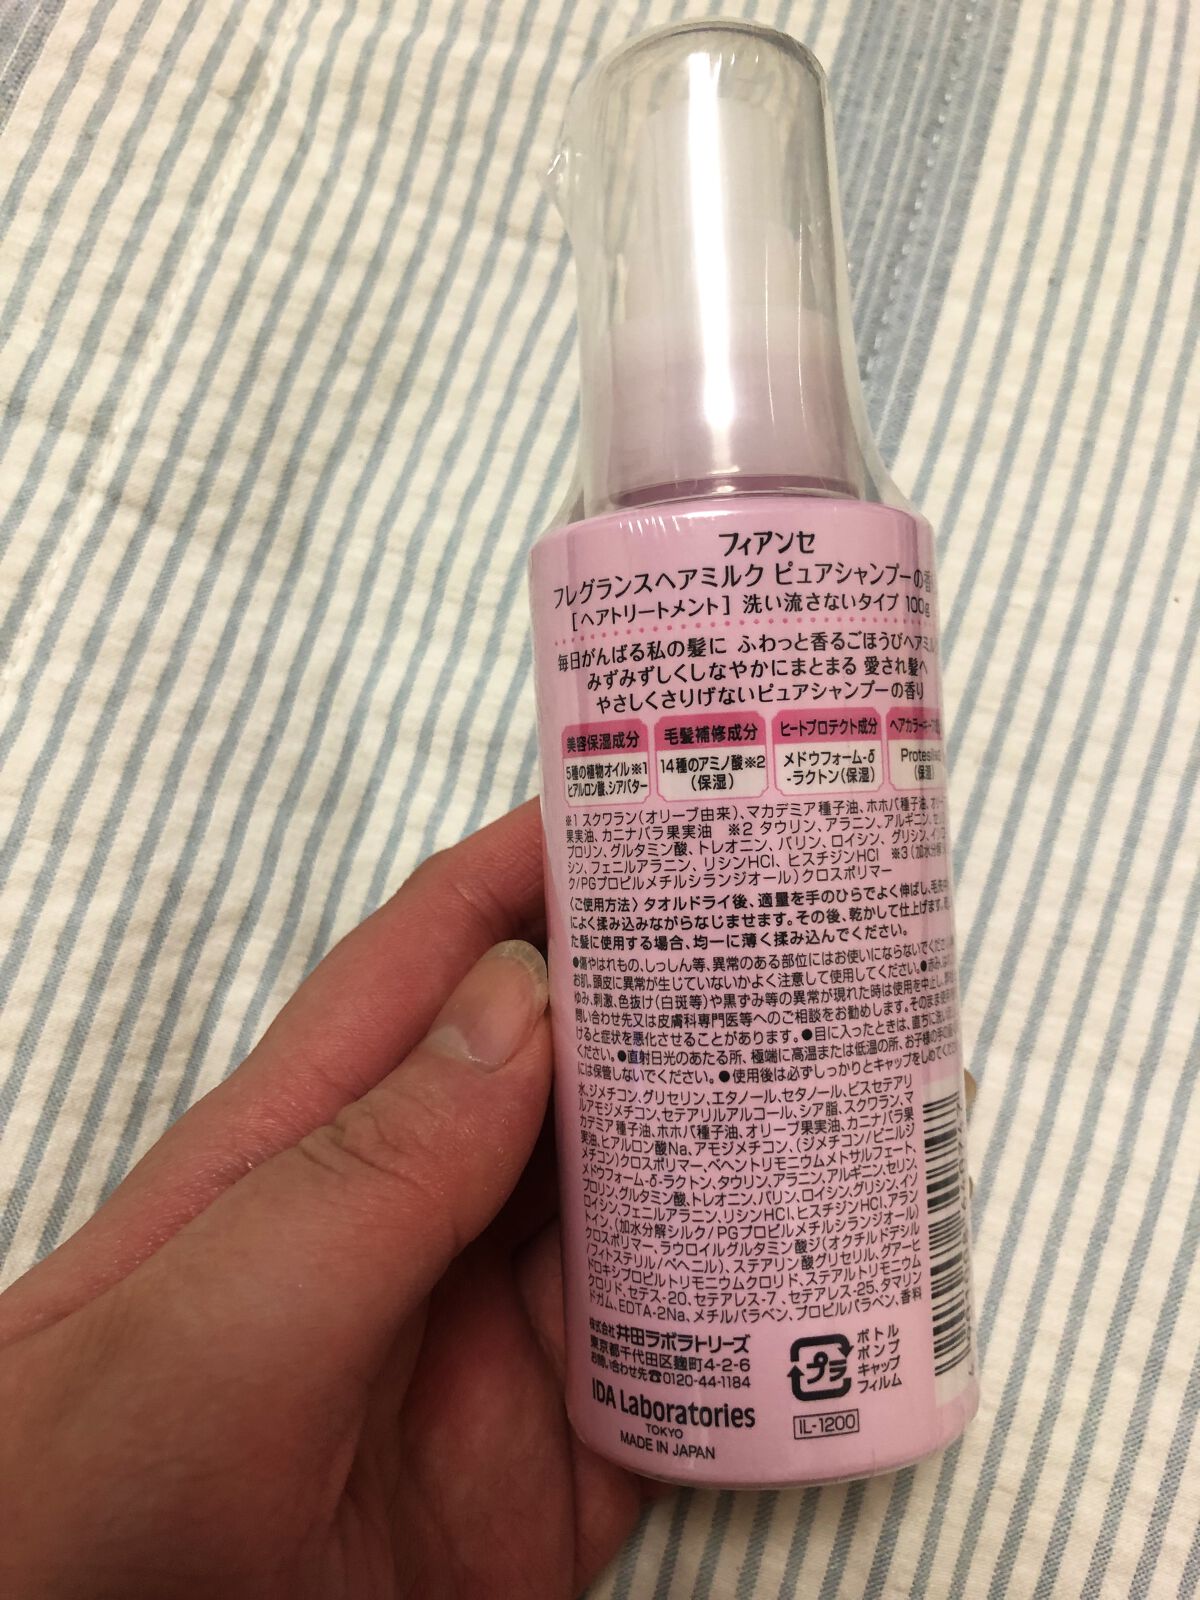 フィアンセ
フレグランスヘアミルク ピュアシャンプーの香
[ヘアトリートメント] 洗い流さないタイプ 100g
毎日がんばる私の髪に ふわっと香るごほうびヘアミル
みずみずしくしなやかにまとまる 愛され髪へ
やさしくさりげないピュアシャンプーの香り
美容保湿成分 毛髪補修成分 ヒートプロテクト成分 ヘアカラーキープ
5種の植物オイル※1 14種のアミノ酸※2 メドウフォーム-δ
ヒアルロン酸、シアバター (保湿) -ラクトン(保湿) (保湿)
※1 スクワラン(オリーブ由来)、マカデミア種子油、ホホバ種子油、オリーブ
果実油、カニナバラ果実油 ※2 タウリン、アラニン、アルギニン、セリ
プロリン、グルタミン酸、トレオニン、バリン、ロイシン、グリシン、イソ
シン、フェニルアラニン、リシンHCl、ヒスチジンHCl ※3 (加水分解シ
ク/PGプロピルメチルシランジオール)クロスポリマー
〈ご使用方法〉タオルドライ後、適量を手のひらでよく伸ばし、毛先
によく揉み込みながらなじませます。その後、乾かして仕上げます。
た髪に使用する場合、均一に薄く揉み込んでください。
●傷やはれもの、しっしん等、異常のある部位にはお使いにならないでください。
お肌、頭皮に異常が生じていないかよく注意して使用してください。●赤み、はれ
ゆみ、刺激、色抜け(白斑等)や黒ずみ等の異常が現れた時は使用を中止し、
問い合わせ先又は皮膚科専門医等へのご相談をお勧めします。そのまま使用
けると症状を悪化させることがあります。●目に入ったときは、直ちに洗い
ください。●直射日光のあたる所、極端に高温または低温の所、お子様の手の届
には保管しないでください。●使用後は必ずしっかりとキャップをしめてくだ
水、ジメチコン、グリセリン、エタノール、セタノール、ビスセテアリ
ルアモジメチコン、セテアリルアルコール、シア脂、スクワラン、マ
カデミア種子油、ホホバ種子油、オリーブ果実油、カニナバラ果
実油、ヒアルロン酸Na、アモジメチコン、(ジメチコン/ビニルジ
メチコン)クロスポリマー、ベヘントリモニウムメトサルフェート、
メドウフォーム-δ-ラクトン、タウリン、アラニン、アルギニン、セリン、
プロリン、グルタミン酸、トレオニン、バリン、ロイシン、グリシン、イソ
ロイシン、フェニルアラニン、リシンHCl、ヒスチジンHCl、アラン
トイン、(加水分解シルク/PGプロピルメチルシランジオール)
クロスポリマー、ラウロイルグルタミン酸ジ(オクチルドデシル
/フィトステリル/ベヘニル)、ステアリン酸グリセリル、グアーヒ
ドロキシプロピルトリモニウムクロリド、ステアルトリモニウム
クロリド、セテス-20、セテアレス-7、セテアレス-25、タマリン
ドガム、EDTA-2Na、メチルパラベン、プロピルパラベン、香料
株式会社 井田ラボラトリーズ
東京都千代田区麹町4-2-6
お問い合わせ先☎0120-44-1184
IDA Laboratories
TOKYO
MADE IN JAPAN
プラ
ボトル
ポンプ
キャップ
フィルム
IL-1200